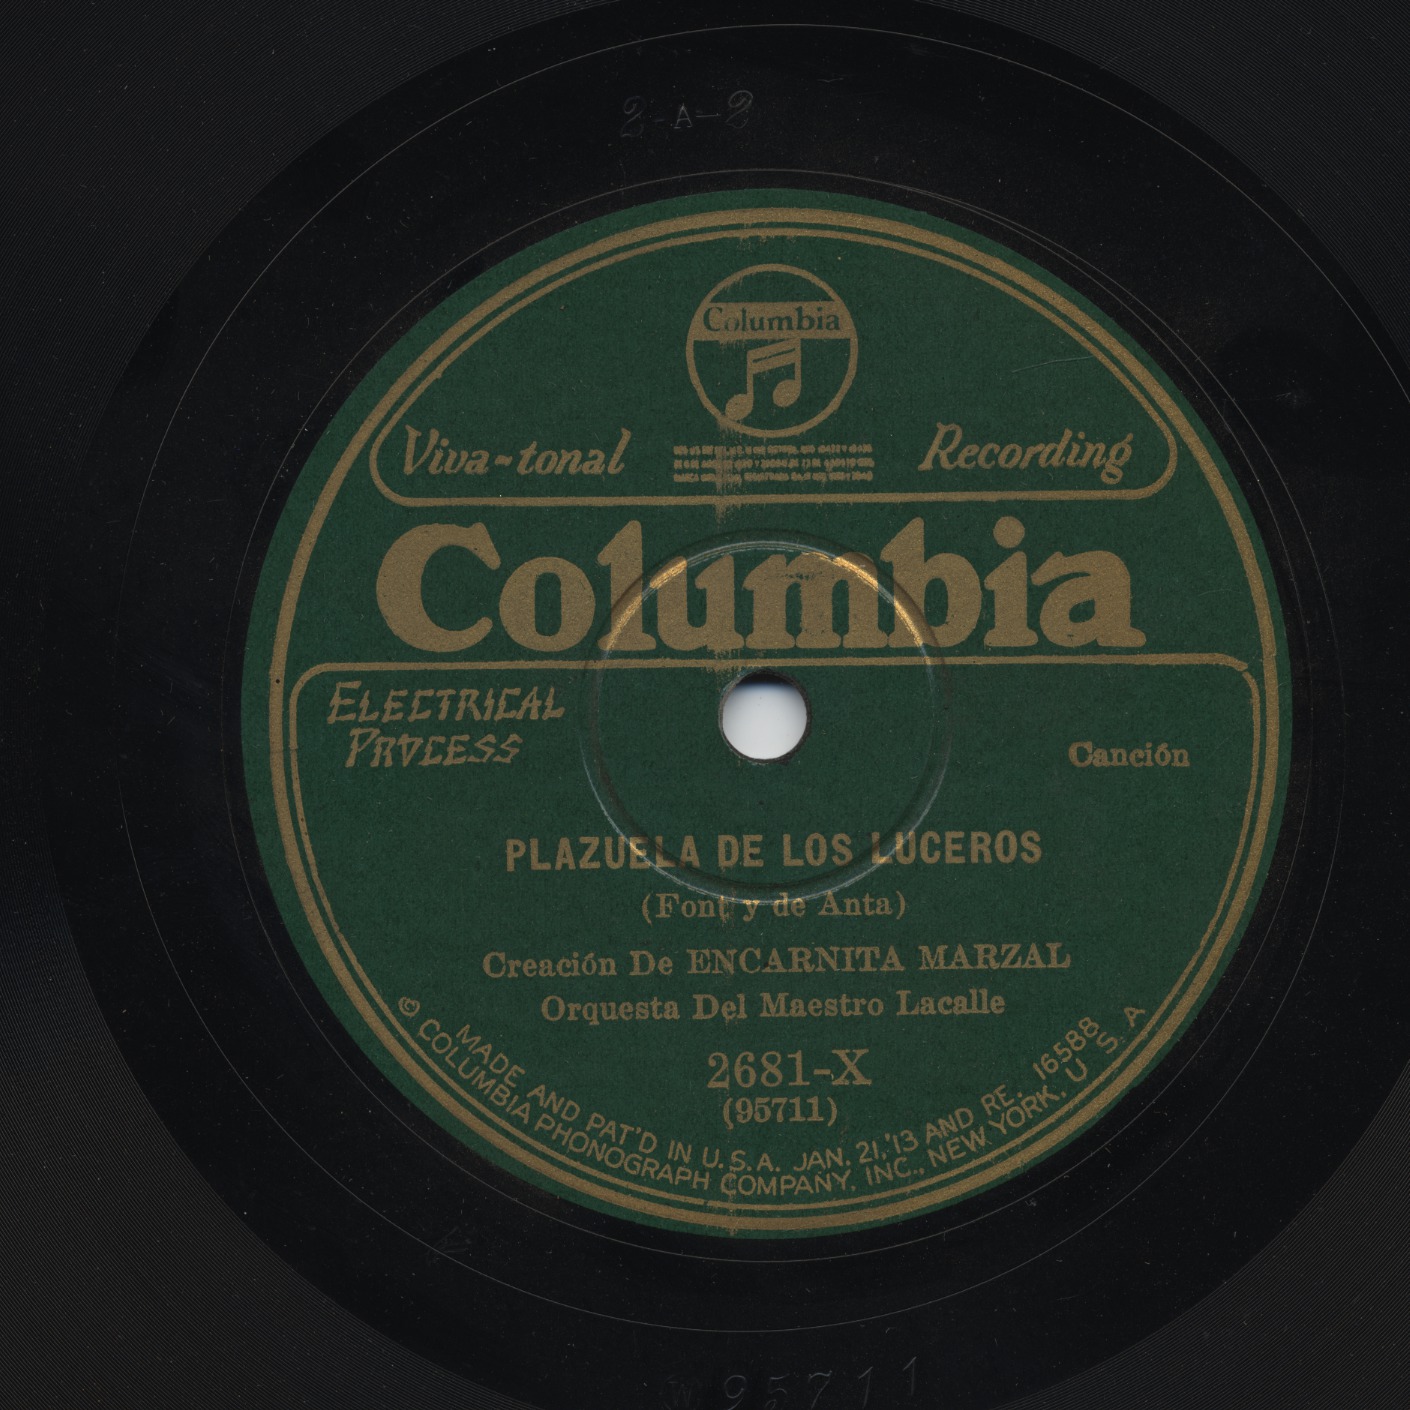 2-A-2
Columbia
Viva-tonal Recording
Columbia
ELECTRICAL
PROCESS
Canción
PLAZUELA DE LOS LUCEROS
(Font y de Anta)
Creación De ENCARNITA MARZAL
Orquesta Del Maestro Lacalle
2681-X
(95711)
MADE AND PAT'D IN U.S.A. JAN. 21,'13 AND RE. 16588
© COLUMBIA PHONOGRAPH COMPANY, INC., NEW YORK, U S. A
W 95711